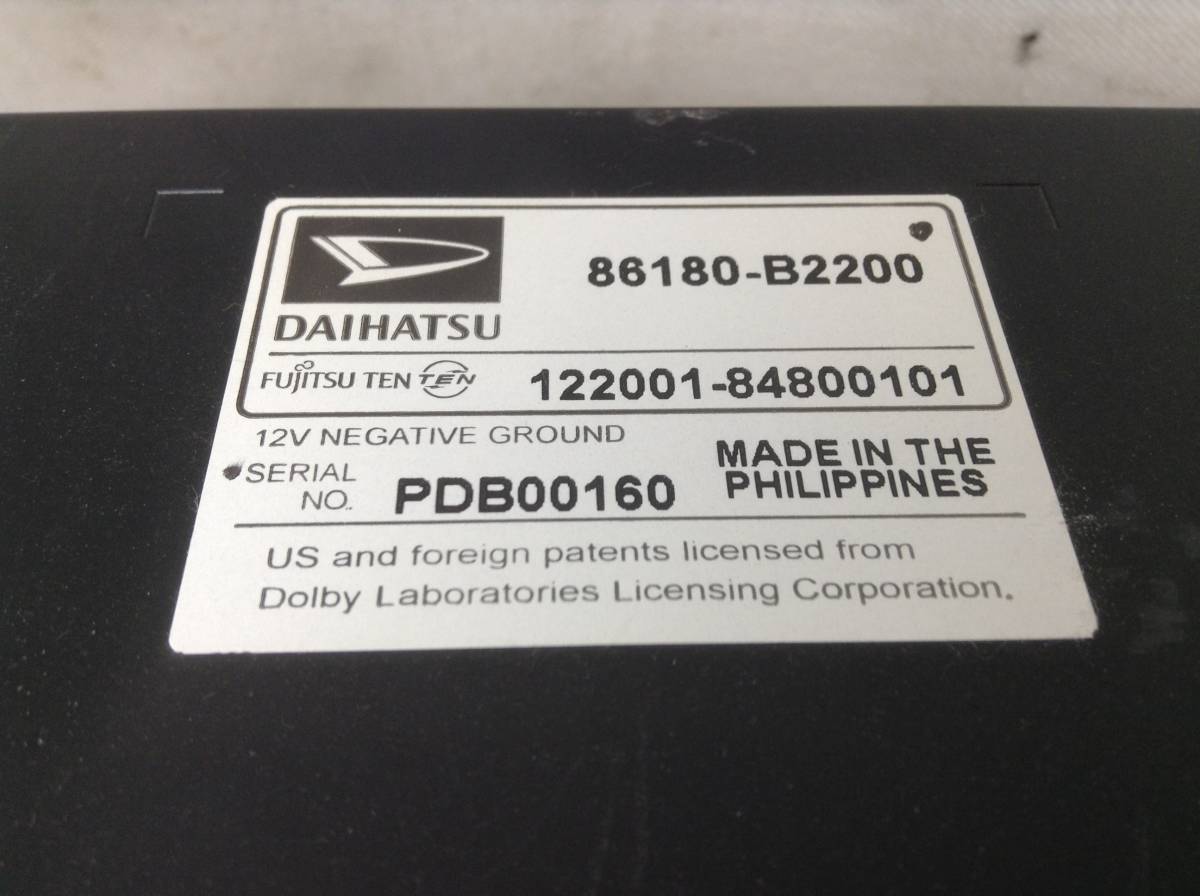 DAIHATSU
86180-B2200
FUJITSU TEN TEN 122001-84800101
12V NEGATIVE GROUND
SERIAL NO. PDB00160
MADE IN THE
PHILIPPINES
US and foreign patents licensed from
Dolby Laboratories Licensing Corporation.